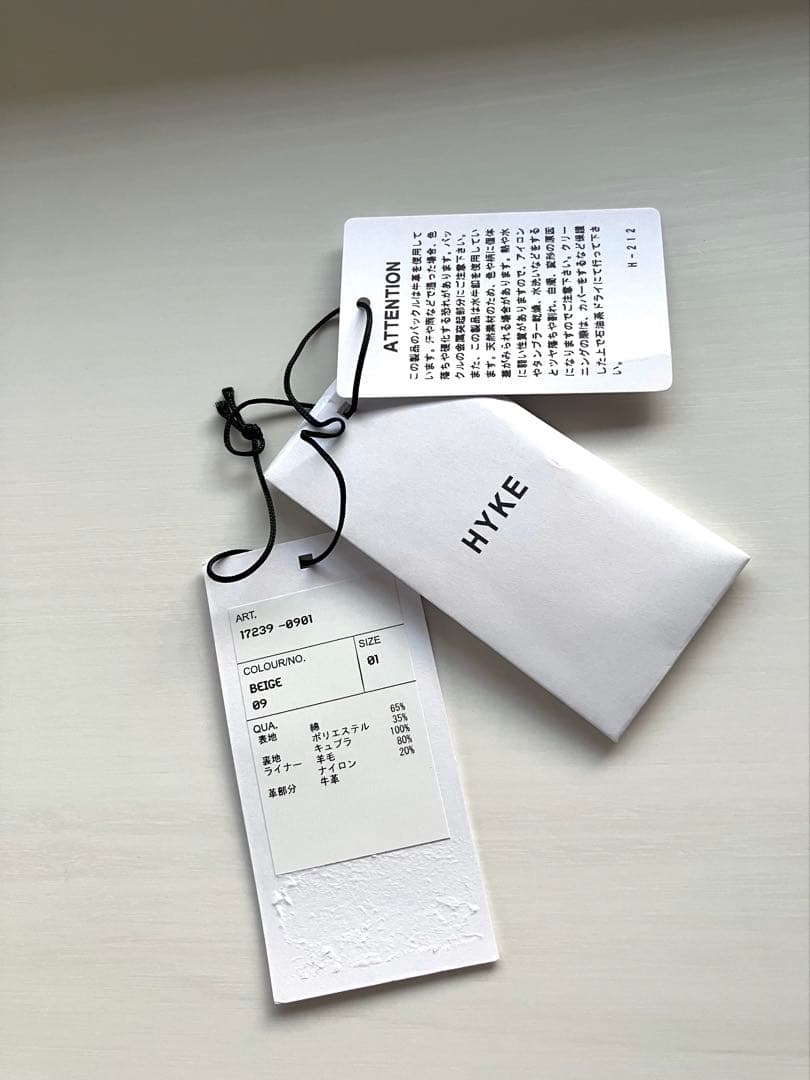 ATTENTION
この製品のバックルは牛革を使用して
います。汗や雨などで湿った場合、色
落ちや硬化する恐れがあります。バッ
クルの金属突起部分にご注意下さい。
また、この製品は水牛釦を使用してい
ます。天然素材のため、色や柄に個体
差がみられる場合があります。熱や水
に弱い性質がありますので、アイロン
やタンブラー乾燥、水洗いなどをする
とツヤ落ちや割れ、白濁、変形の原因
になりますのでご注意下さい。クリー
ニングの際は、カバーをするなど保護
した上で石油系ドライにて行って下さ
い。
H-212
HYKE
ART.
17239 -0901
COLOUR/NO.
BEIGE
09
SIZE
01
QUA.
表地 綿 65%
ポリエステル 35%
裏地 キュプラ 100%
ライナー 羊毛 80%
ナイロン 20%
革部分 牛革